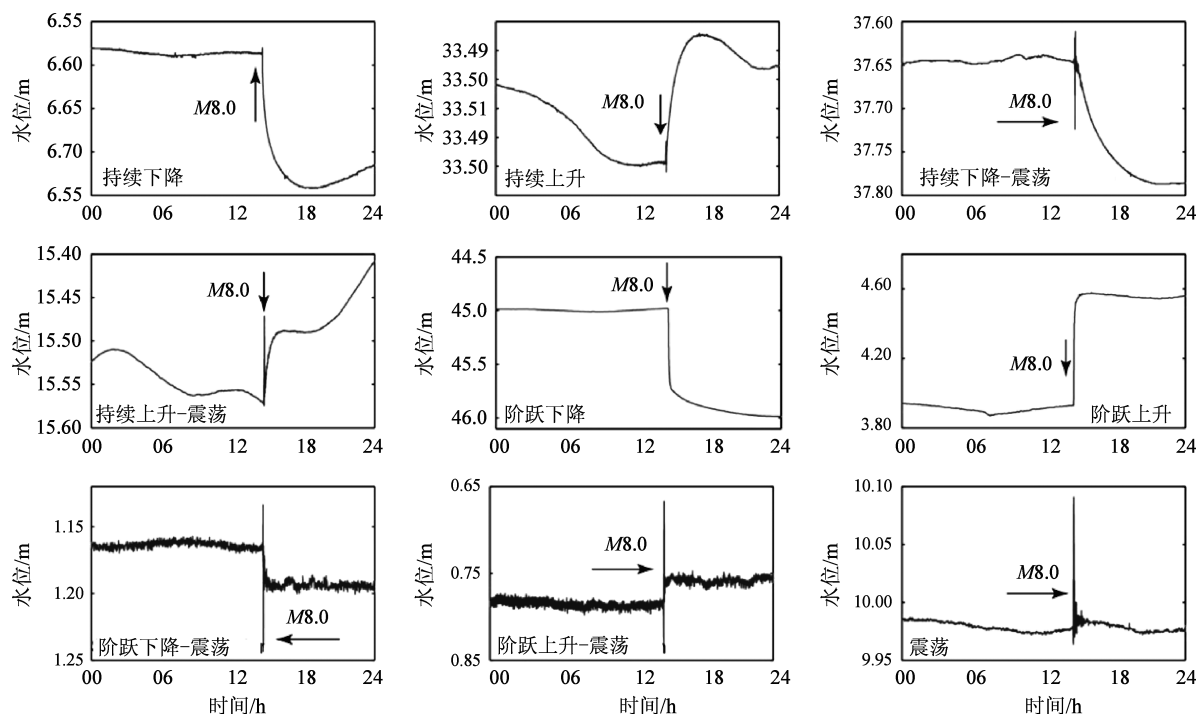 6.55
6.60
6.65
6.70
6.55
水位/m
M8.0
持续下降
00 06 12 18 24
33.49
33.50
33.51
33.49
33.50
水位/m
M8.0
持续上升
00 06 12 18 24
37.60
37.65
37.70
37.75
37.80
水位/m
M8.0
持续下降-震荡
00 06 12 18 24
15.40
15.45
15.50
15.55
15.60
水位/m
M8.0
持续上升-震荡
00 06 12 18 24
44.5
45.0
45.5
46.0
水位/m
M8.0
阶跃下降
00 06 12 18 24
4.80
4.60
4.20
3.80
水位/m
M8.0
阶跃上升
00 06 12 18 24
1.15
1.20
1.25
水位/m
M8.0
阶跃下降-震荡
00 06 12 18 24
时间/h
0.65
0.75
0.85
水位/m
M8.0
阶跃上升-震荡
00 06 12 18 24
时间/h
10.10
10.05
10.00
9.95
水位/m
M8.0
震荡
00 06 12 18 24
时间/h